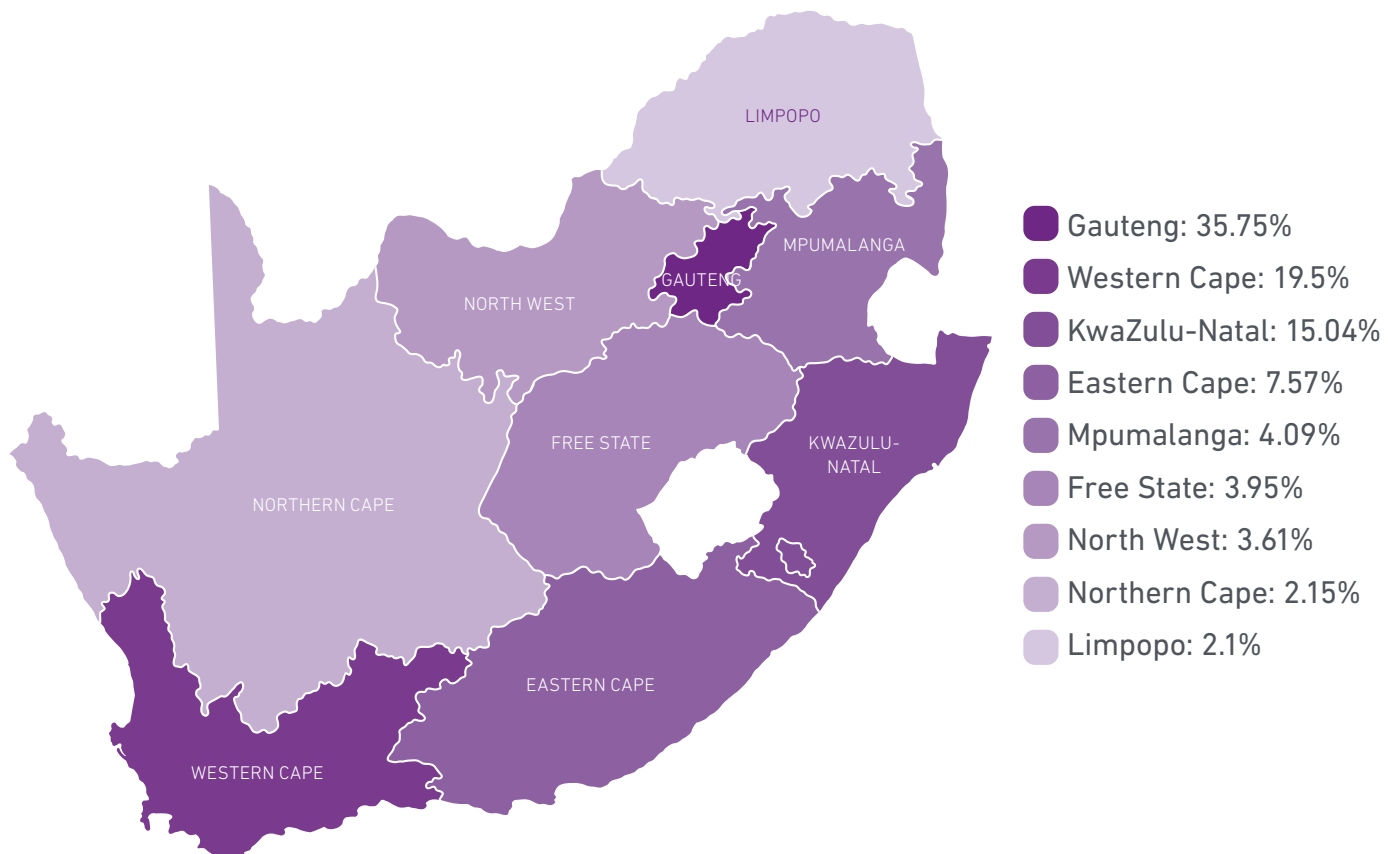 LIMPOPO
MPUMALANGA
GAUTENG
NORTH WEST
FREE STATE
KWAZULU-
NATAL
NORTHERN CAPE
EASTERN CAPE
WESTERN CAPE
Gauteng: 35.75%
Western Cape: 19.5%
KwaZulu-Natal: 15.04%
Eastern Cape: 7.57%
Mpumalanga: 4.09%
Free State: 3.95%
North West: 3.61%
Northern Cape: 2.15%
Limpopo: 2.1%